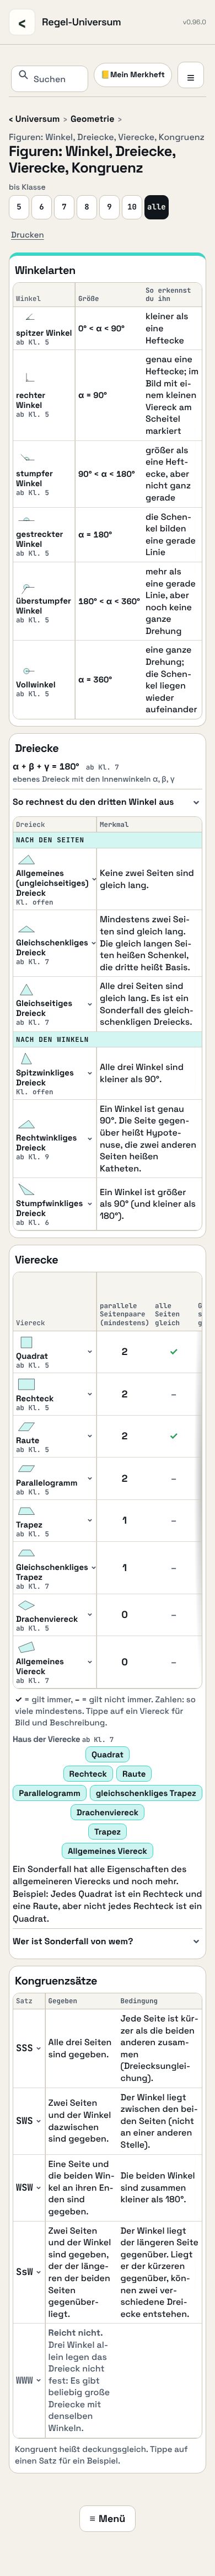 < Regel-Universum v0.96.0
Suchen
📒Mein Merkheft
≡
< Universum > Geometrie >
Figuren: Winkel, Dreiecke, Vierecke, Kongruenz
Figuren: Winkel, Dreiecke,
Vierecke, Kongruenz
bis Klasse
5 6 7 8 9 10 alle
Drucken
Winkelarten
Winkel Größe So erkennst
du ihn
spitzer Winkel
ab Kl. 5
0° < α < 90°
kleiner als
eine
Heftecke
rechter
Winkel
ab Kl. 5
α = 90°
genau eine
Heftecke; im
Bild mit ei-
nem kleinen
Viereck am
Scheitel
markiert
stumpfer
Winkel
ab Kl. 5
90° < α < 180°
größer als
eine Heft-
ecke, aber
nicht ganz
gerade
gestreckter
Winkel
ab Kl. 5
α = 180°
die Schen-
kel bilden
eine gerade
Linie
überstumpfer
Winkel
ab Kl. 5
180° < α < 360°
mehr als
eine gerade
Linie, aber
noch keine
ganze
Drehung
Vollwinkel
ab Kl. 5
α = 360°
eine ganze
Drehung;
die Schen-
kel liegen
wieder
aufeinander
Dreiecke
α + β + γ = 180° ab Kl. 7
ebenes Dreieck mit den Innenwinkeln α, β, γ
So rechnest du den dritten Winkel aus
Dreieck Merkmal
NACH DEN SEITEN
Allgemeines
(ungleichseitiges)
Dreieck
Kl. offen
Keine zwei Seiten sind
gleich lang.
Gleichschenkliges
Dreieck
ab Kl. 7
Mindestens zwei Sei-
ten sind gleich lang.
Die gleich langen Sei-
ten heißen Schenkel,
die dritte heißt Basis.
Gleichseitiges
Dreieck
ab Kl. 7
Alle drei Seiten sind
gleich lang. Es ist ein
Sonderfall des gleich-
schenkligen Dreiecks.
NACH DEN WINKELN
Spitzwinkliges
Dreieck
Kl. offen
Alle drei Winkel sind
kleiner als 90°.
Rechtwinkliges
Dreieck
ab Kl. 9
Ein Winkel ist genau
90°. Die Seite gegen-
über heißt Hypote-
nuse, die zwei anderen
Seiten heißen
Katheten.
Stumpfwinkliges
Dreieck
ab Kl. 6
Ein Winkel ist größer
als 90° (und kleiner als
180°).
Vierecke
Viereck
parallele
Seitenpaare
(mindestens)
alle
Seiten
gleich
Quadrat
ab Kl. 5
2 ✓
Rechteck
ab Kl. 5
2 –
Raute
ab Kl. 5
2 ✓
Parallelogramm
ab Kl. 5
2 –
Trapez
ab Kl. 5
1 –
Gleichschenkliges
Trapez
ab Kl. 7
1 –
Drachenviereck
ab Kl. 5
0 –
Allgemeines
Viereck
ab Kl. 7
0 –
✓ = gilt immer, – = gilt nicht immer. Zahlen: so
viele mindestens. Tippe auf ein Viereck für
Bild und Beschreibung.
Haus der Vierecke ab Kl. 7
Quadrat
Rechteck Raute
Parallelogramm gleichschenkliges Trapez
Drachenviereck
Trapez
Allgemeines Viereck
Ein Sonderfall hat alle Eigenschaften des
allgemeineren Vierecks und noch mehr.
Beispiel: Jedes Quadrat ist ein Rechteck und
eine Raute, aber nicht jedes Rechteck ist ein
Quadrat.
Wer ist Sonderfall von wem?
Kongruenzsätze
Satz Gegeben Bedingung
SSS
Alle drei Seiten
sind gegeben.
Jede Seite ist kür-
zer als die beiden
anderen zusam-
men
(Dreiecksunglei-
chung).
SWS
Zwei Seiten
und der Winkel
dazwischen
sind gegeben.
Der Winkel liegt
zwischen den bei-
den Seiten (nicht
an einer anderen
Stelle).
WSW
Eine Seite und
die beiden Win-
kel an ihren En-
den sind
gegeben.
Die beiden Winkel
sind zusammen
kleiner als 180°.
SsW
Zwei Seiten
und der Winkel
sind gegeben,
der der länge-
ren der beiden
Seiten
gegenüber-
liegt.
Der Winkel liegt
der längeren Seite
gegenüber. Liegt
er der kürzeren
gegenüber, kön-
nen zwei ver-
schiedene Drei-
ecke entstehen.
WWW
Reicht nicht.
Drei Winkel al-
lein legen das
Dreieck nicht
fest: Es gibt
beliebig große
Dreiecke mit
denselben
Winkeln.
Kongruent heißt deckungsgleich. Tippe auf
einen Satz für ein Beispiel.
≡ Menü